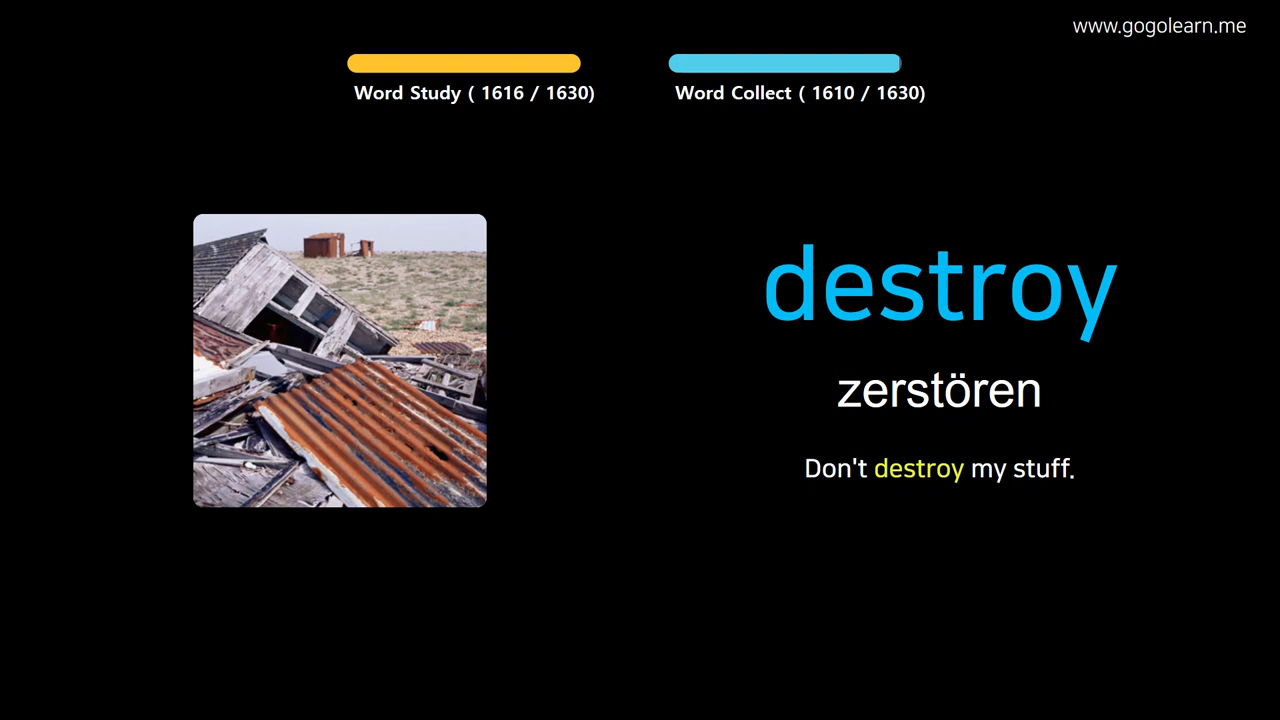 www.gogolearn.me
Word Study ( 1616 / 1630)
Word Collect ( 1610 / 1630)
destroy
zerstören
Don't destroy my stuff.